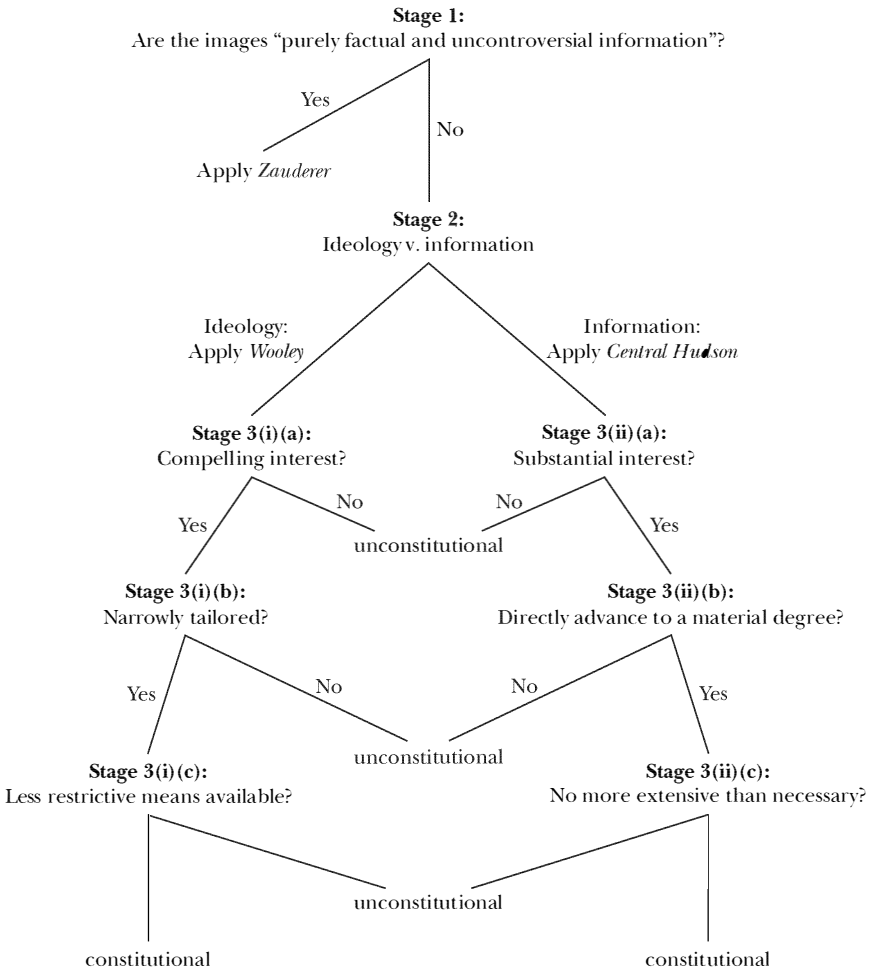 Stage 1:
Are the images “purely factual and uncontroversial information”?
Yes
No
Apply Zauderer
Stage 2:
Ideology v. information
Ideology:
Apply Wooley
Information:
Apply Central Hudson
Stage 3(i)(a):
Compelling interest?
Stage 3(ii)(a):
Substantial interest?
Yes
No
No
Yes
unconstitutional
Stage 3(i)(b):
Narrowly tailored?
Stage 3(ii)(b):
Directly advance to a material degree?
Yes
No
No
Yes
unconstitutional
Stage 3(i)(c):
Less restrictive means available?
Stage 3(ii)(c):
No more extensive than necessary?
unconstitutional
constitutional
constitutional